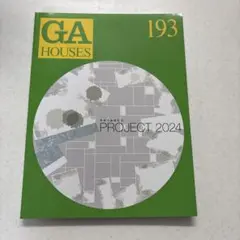 GA
HOUSES
193
PROJECT 2024